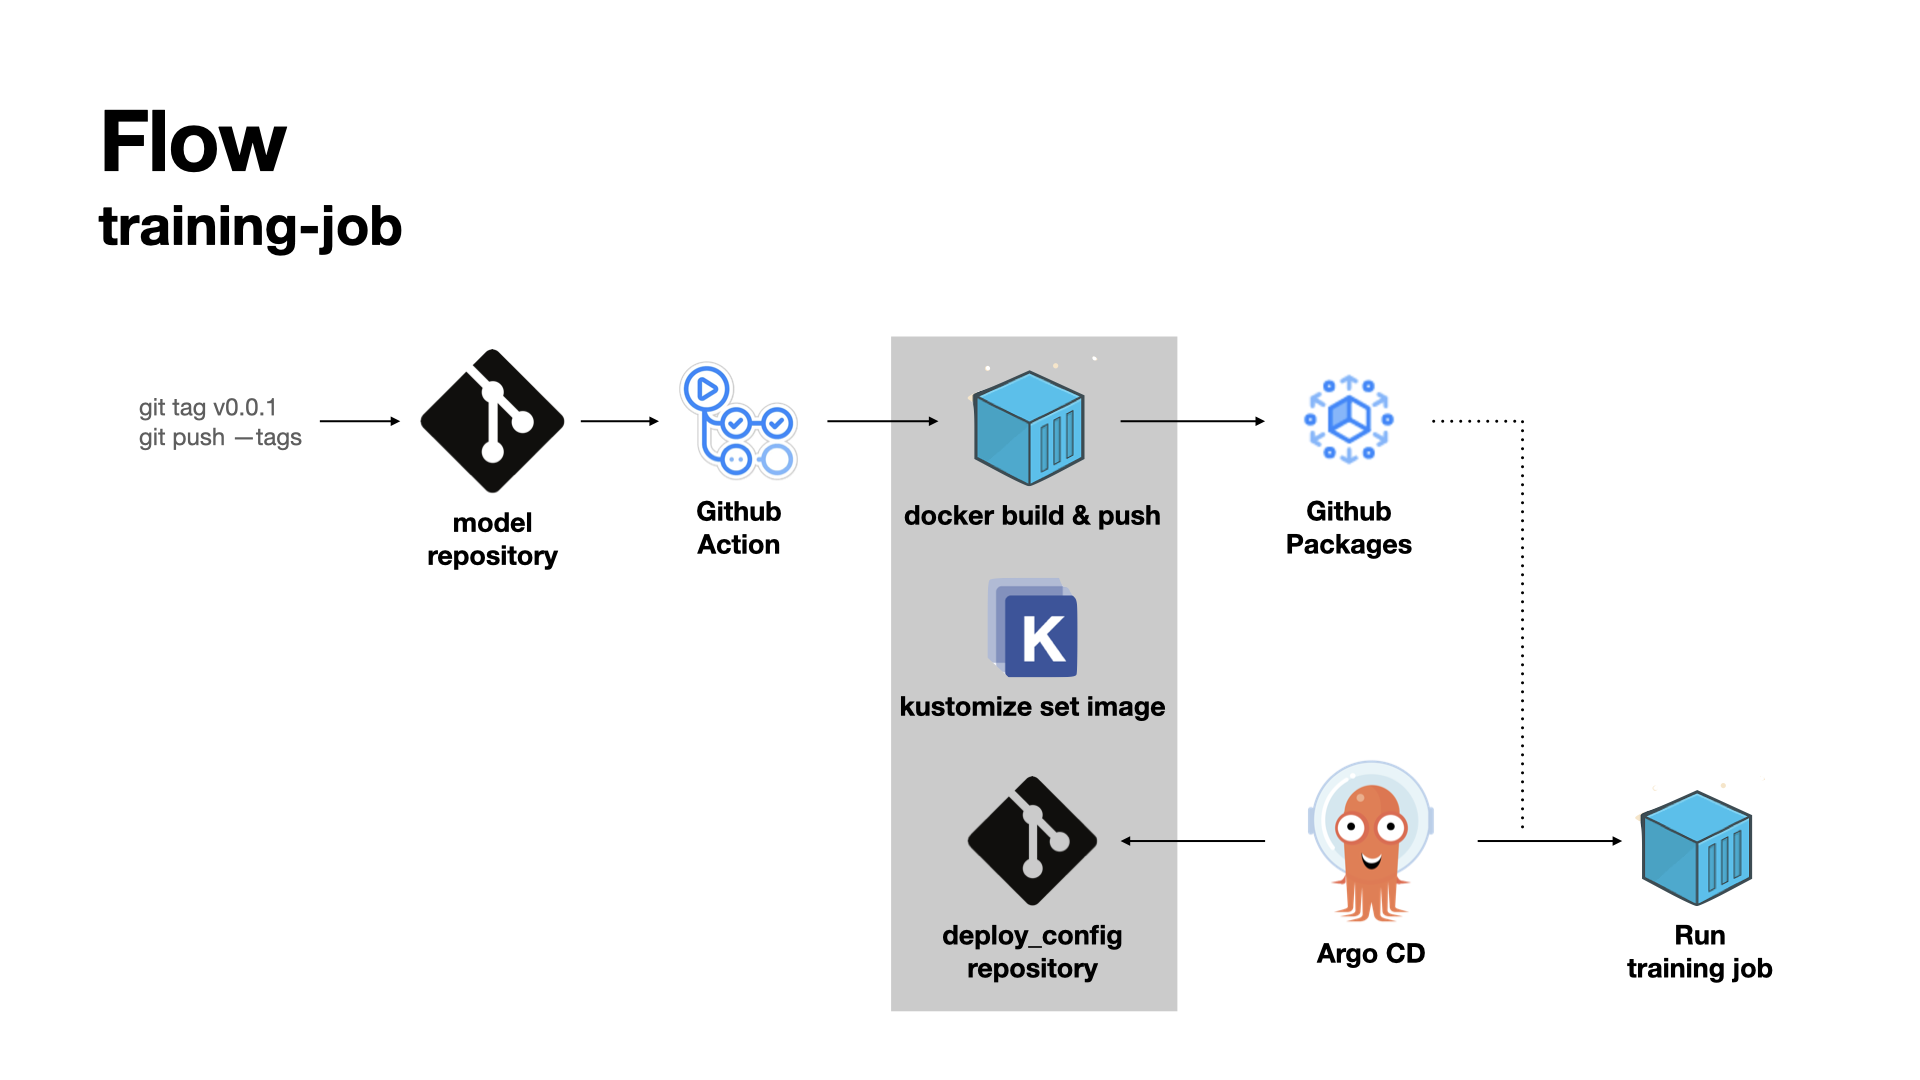 Flow
training-job
git tag v0.0.1
git push —tags
model
repository
Github
Action
docker build & push
Github
Packages
K
kustomize set image
deploy_config
repository
Argo CD
Run
training job